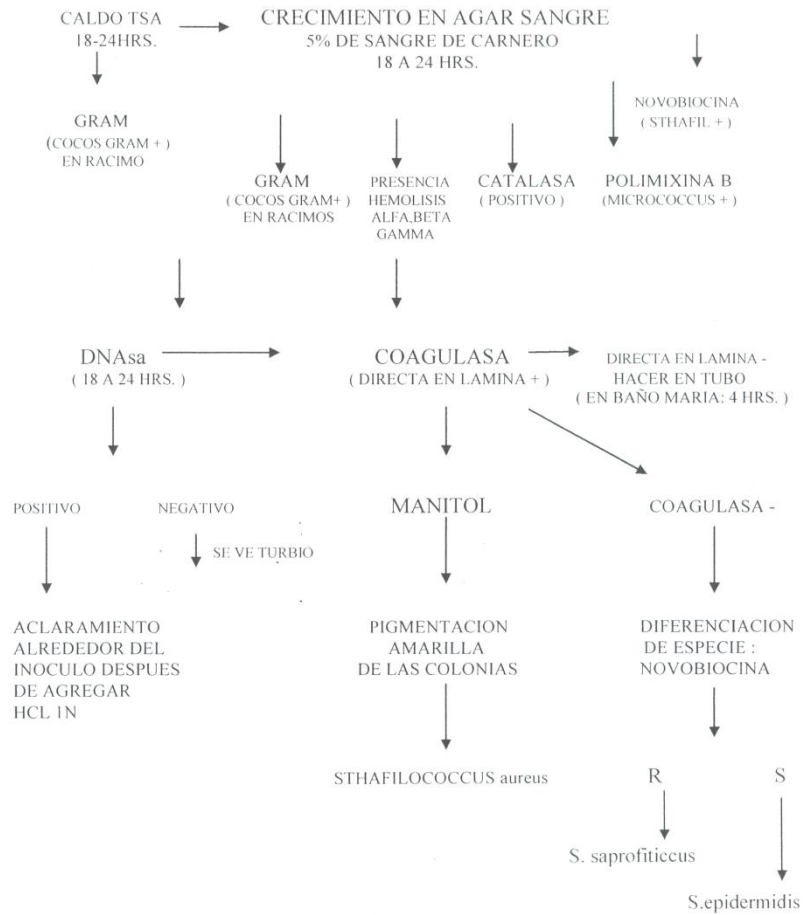 CALDO TSA
18-24HRS.
CRECIMIENTO EN AGAR SANGRE
5% DE SANGRE DE CARNERO
18 A 24 HRS.
GRAM
(COCOS GRAM + )
EN RACIMO
NOVOBIOCINA
( STHAFIL + )
GRAM
( COCOS GRAM+ )
EN RACIMOS
PRESENCIA
HEMOLISIS
ALFA,BETA
GAMMA
CATALASA
( POSITIVO )
POLIMIXINA B
(MICROCOCCUS + )
DNAsa
( 18 A 24 HRS. )
COAGULASA
( DIRECTA EN LAMINA + )
DIRECTA EN LAMINA -
HACER EN TUBO
( EN BAÑO MARIA: 4 HRS. )
POSITIVO
NEGATIVO
SE VE TURBIO
MANITOL
COAGULASA -
ACLARAMIENTO
ALREDEDOR DEL
INOCULO DESPUES
DE AGREGAR
HCL 1N
PIGMENTACION
AMARILLA
DE LAS COLONIAS
DIFERENCIACION
DE ESPECIE :
NOVOBIOCINA
STHAFILOCOCCUS aureus
R
S
S. saprofiticcus
S.epidermidis